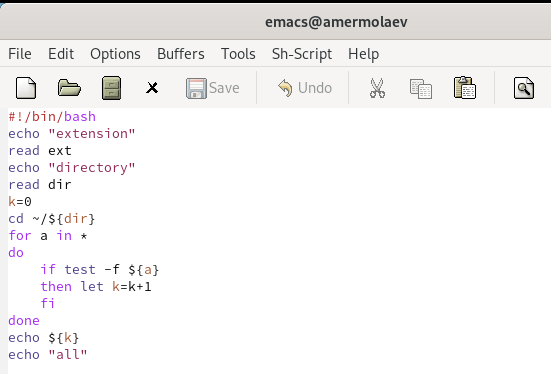 emacs@amermolaev
File Edit Options Buffers Tools Sh-Script Help
Save Undo
#!/bin/bash
echo "extension"
read ext
echo "directory"
read dir
k=0
cd ~/${dir}
for a in *
do
    if test -f ${a}
    then let k=k+1
    fi
done
echo ${k}
echo "all"